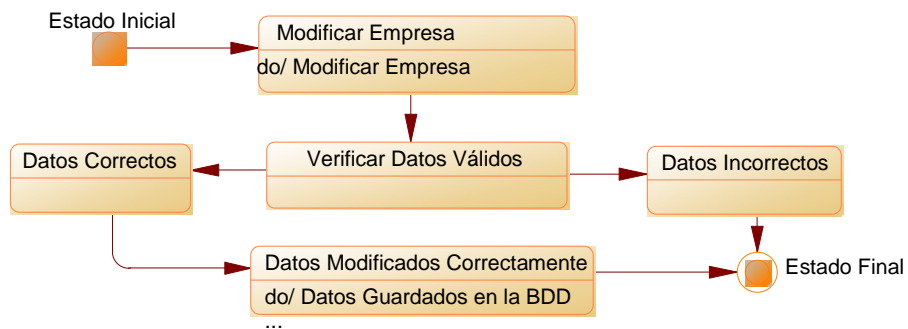 Estado Inicial
Modificar Empresa
do/ Modificar Empresa
Datos Correctos
Verificar Datos Válidos
Datos Incorrectos
Datos Modificados Correctamente
do/ Datos Guardados en la BDD
...
Estado Final